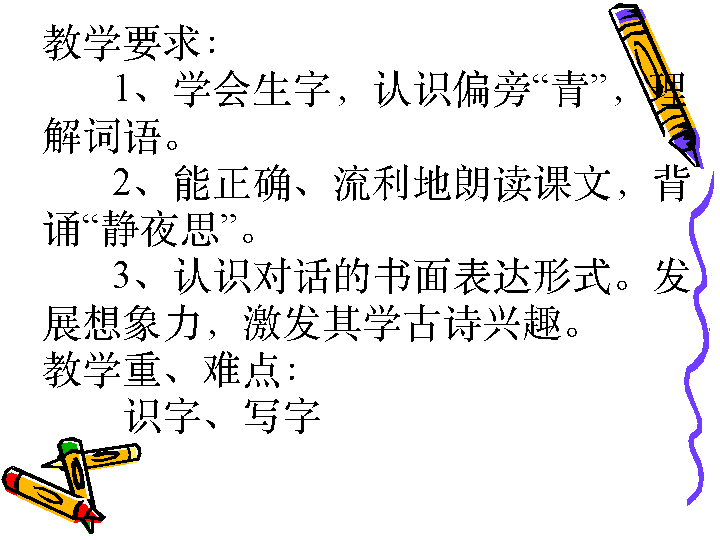 教学要求：
1、学会生字，认识偏旁“青”，理
解词语。
2、能正确、流利地朗读课文，背
诵“静夜思”。
3、认识对话的书面表达形式。发
展想象力，激发其学古诗兴趣。
教学重、难点：
识字、写字